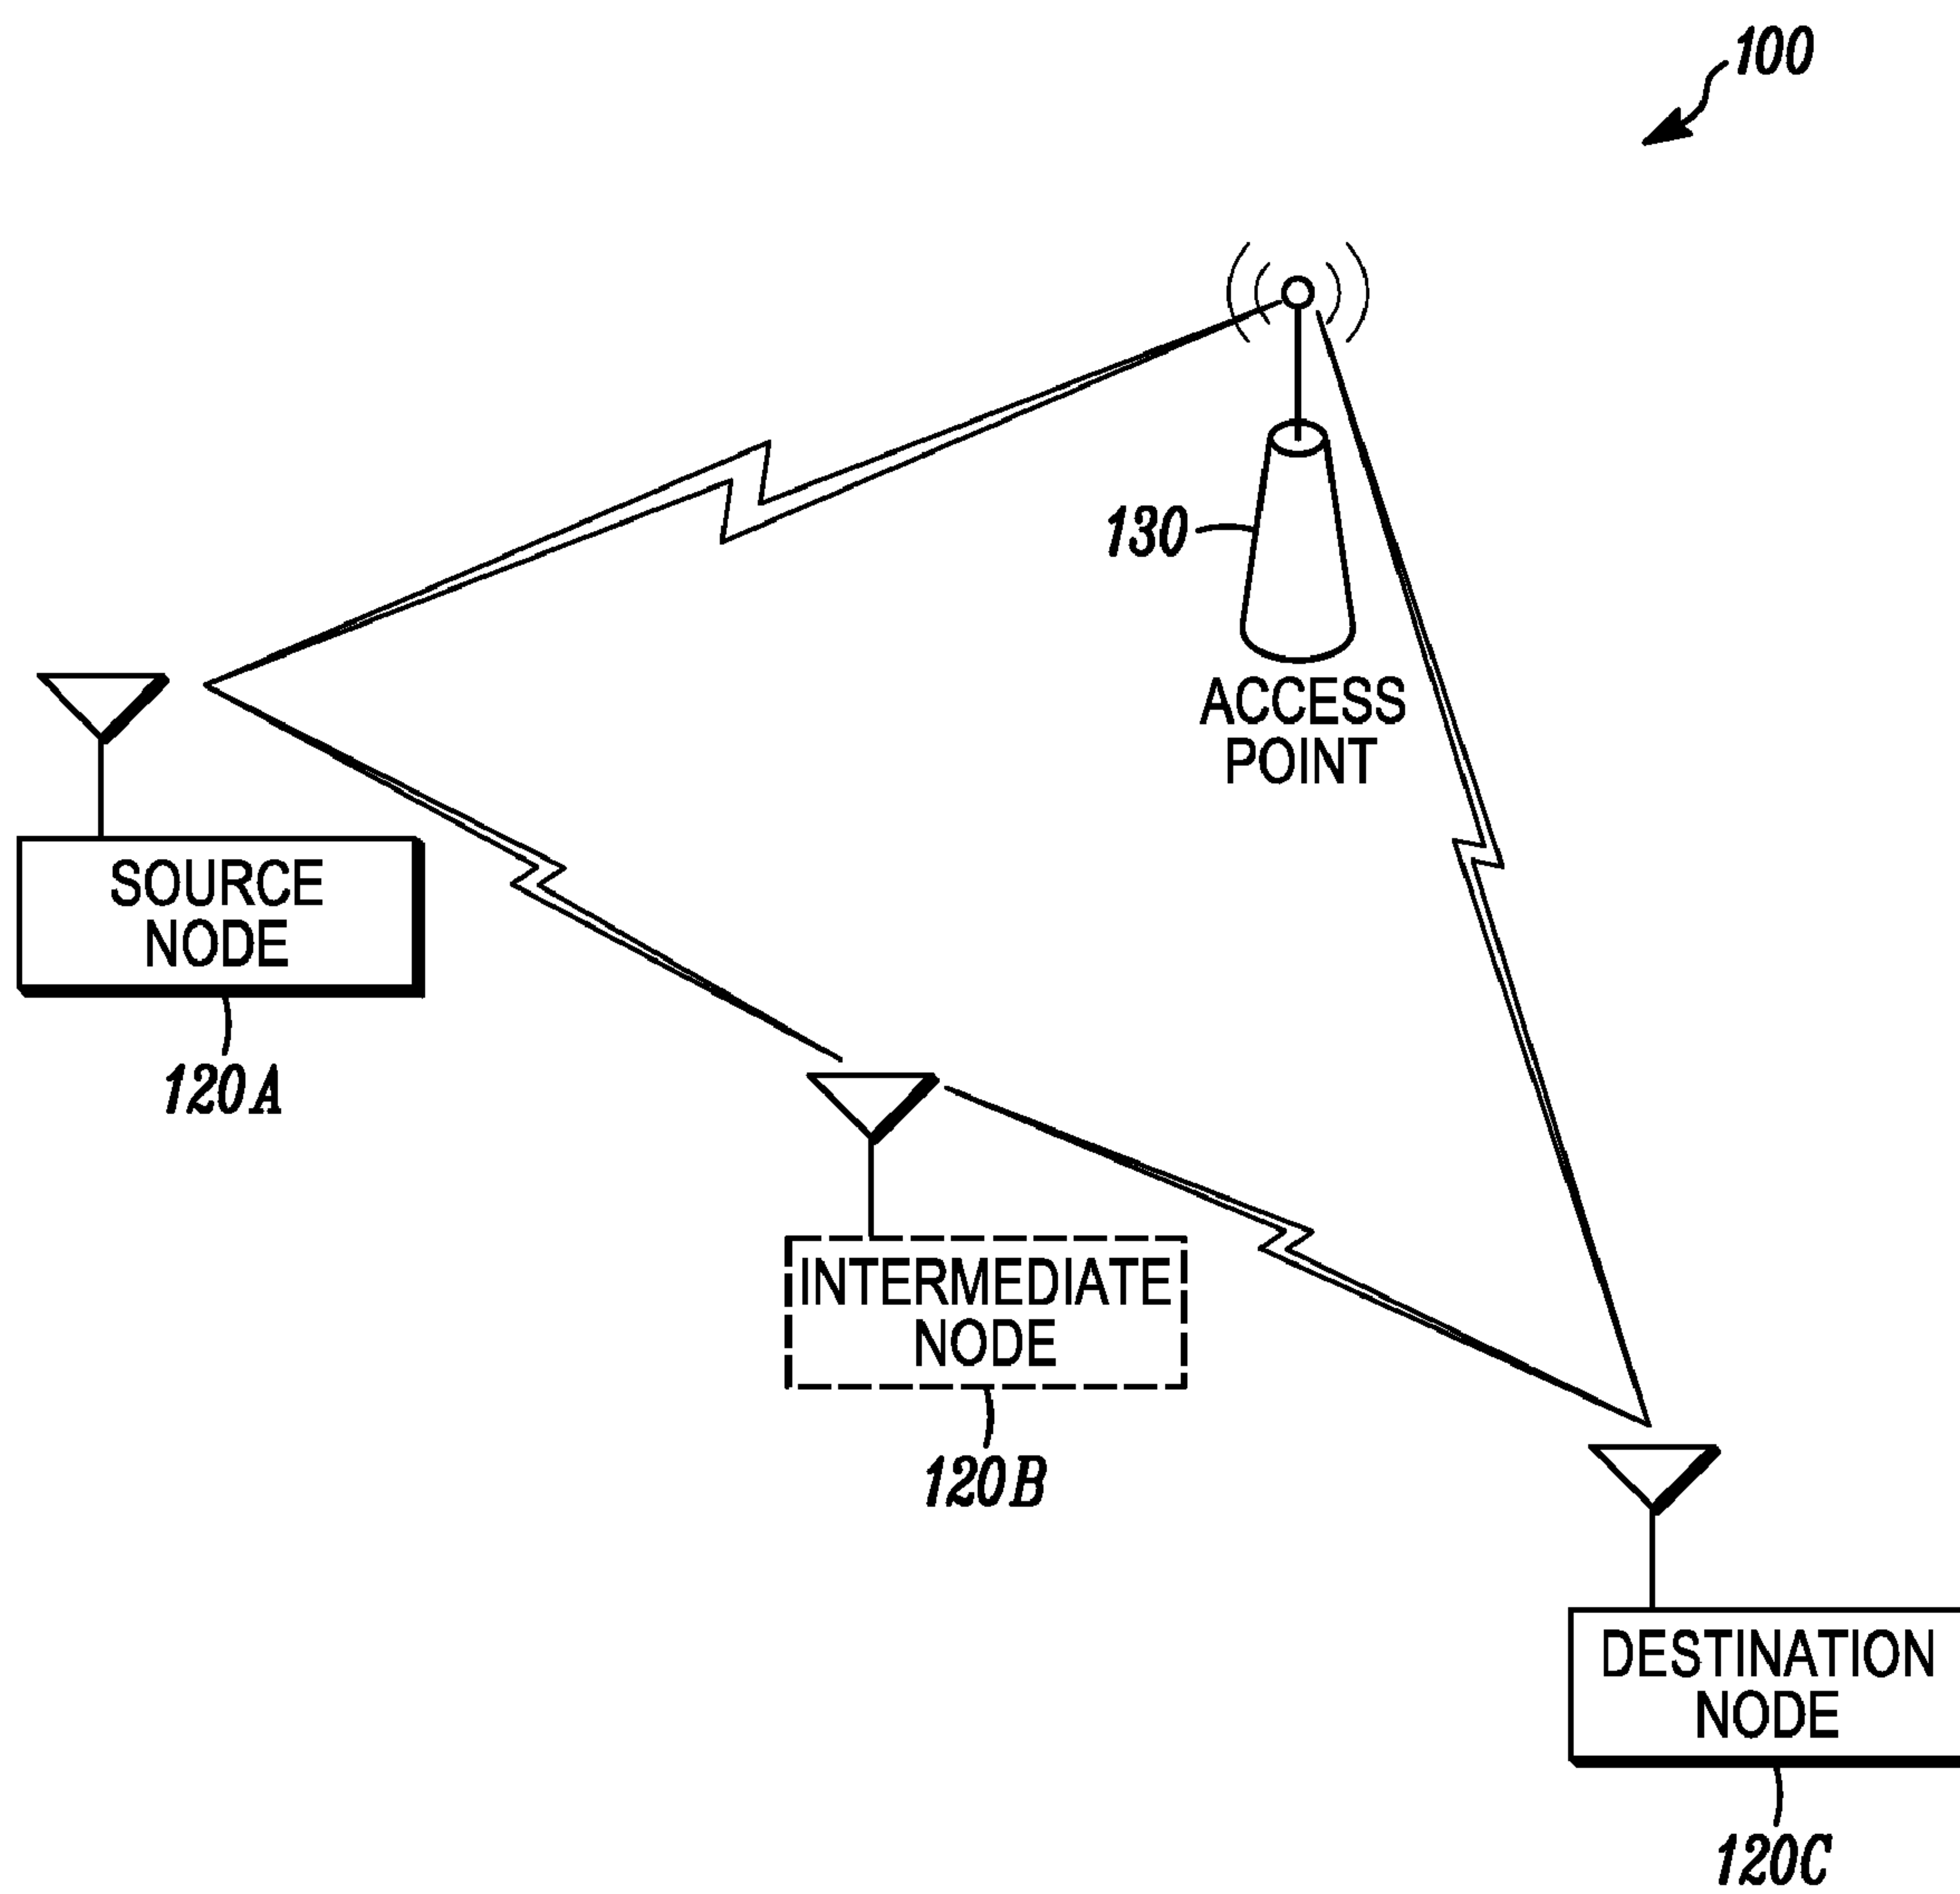 100
130
ACCESS
POINT
SOURCE
NODE
120A
INTERMEDIATE
NODE
120B
DESTINATION
NODE
120C